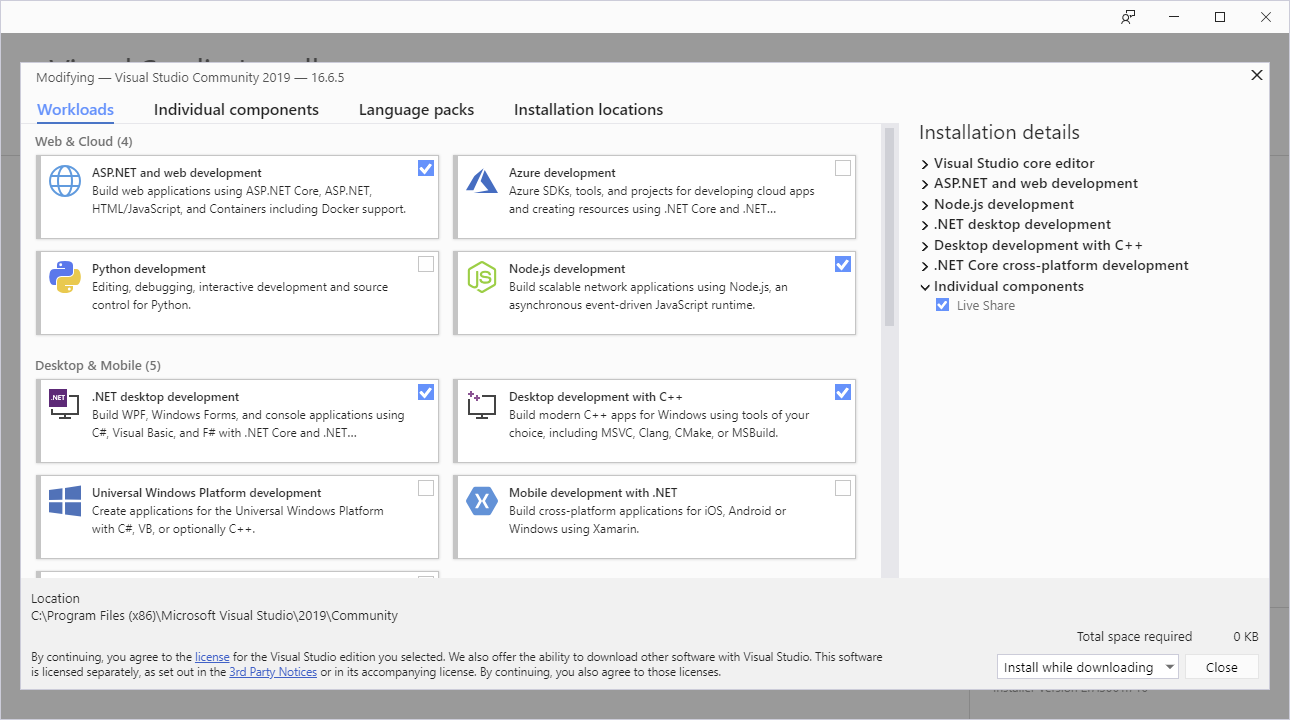 Modifying — Visual Studio Community 2019 — 16.6.5
Workloads Individual components Language packs Installation locations
Web & Cloud (4)
ASP.NET and web development
Build web applications using ASP.NET Core, ASP.NET,
HTML/JavaScript, and Containers including Docker support.
Azure development
Azure SDKs, tools, and projects for developing cloud apps
and creating resources using .NET Core and .NET...
Python development
Editing, debugging, interactive development and source
control for Python.
JS
Node.js development
Build scalable network applications using Node.js, an
asynchronous event-driven JavaScript runtime.
Desktop & Mobile (5)
.NET
.NET desktop development
Build WPF, Windows Forms, and console applications using
C#, Visual Basic, and F# with .NET Core and .NET...
Desktop development with C++
Build modern C++ apps for Windows using tools of your
choice, including MSVC, Clang, CMake, or MSBuild.
Universal Windows Platform development
Create applications for the Universal Windows Platform
with C#, VB, or optionally C++.
Mobile development with .NET
Build cross-platform applications for iOS, Android or
Windows using Xamarin.
Installation details
Visual Studio core editor
ASP.NET and web development
Node.js development
.NET desktop development
Desktop development with C++
.NET Core cross-platform development
Individual components
Live Share
Location
C:\Program Files (x86)\Microsoft Visual Studio\2019\Community
By continuing, you agree to the license for the Visual Studio edition you selected. We also offer the ability to download other software with Visual Studio. This software
is licensed separately, as set out in the 3rd Party Notices or in its accompanying license. By continuing, you also agree to those licenses.
Total space required 0 KB
Install while downloading Close